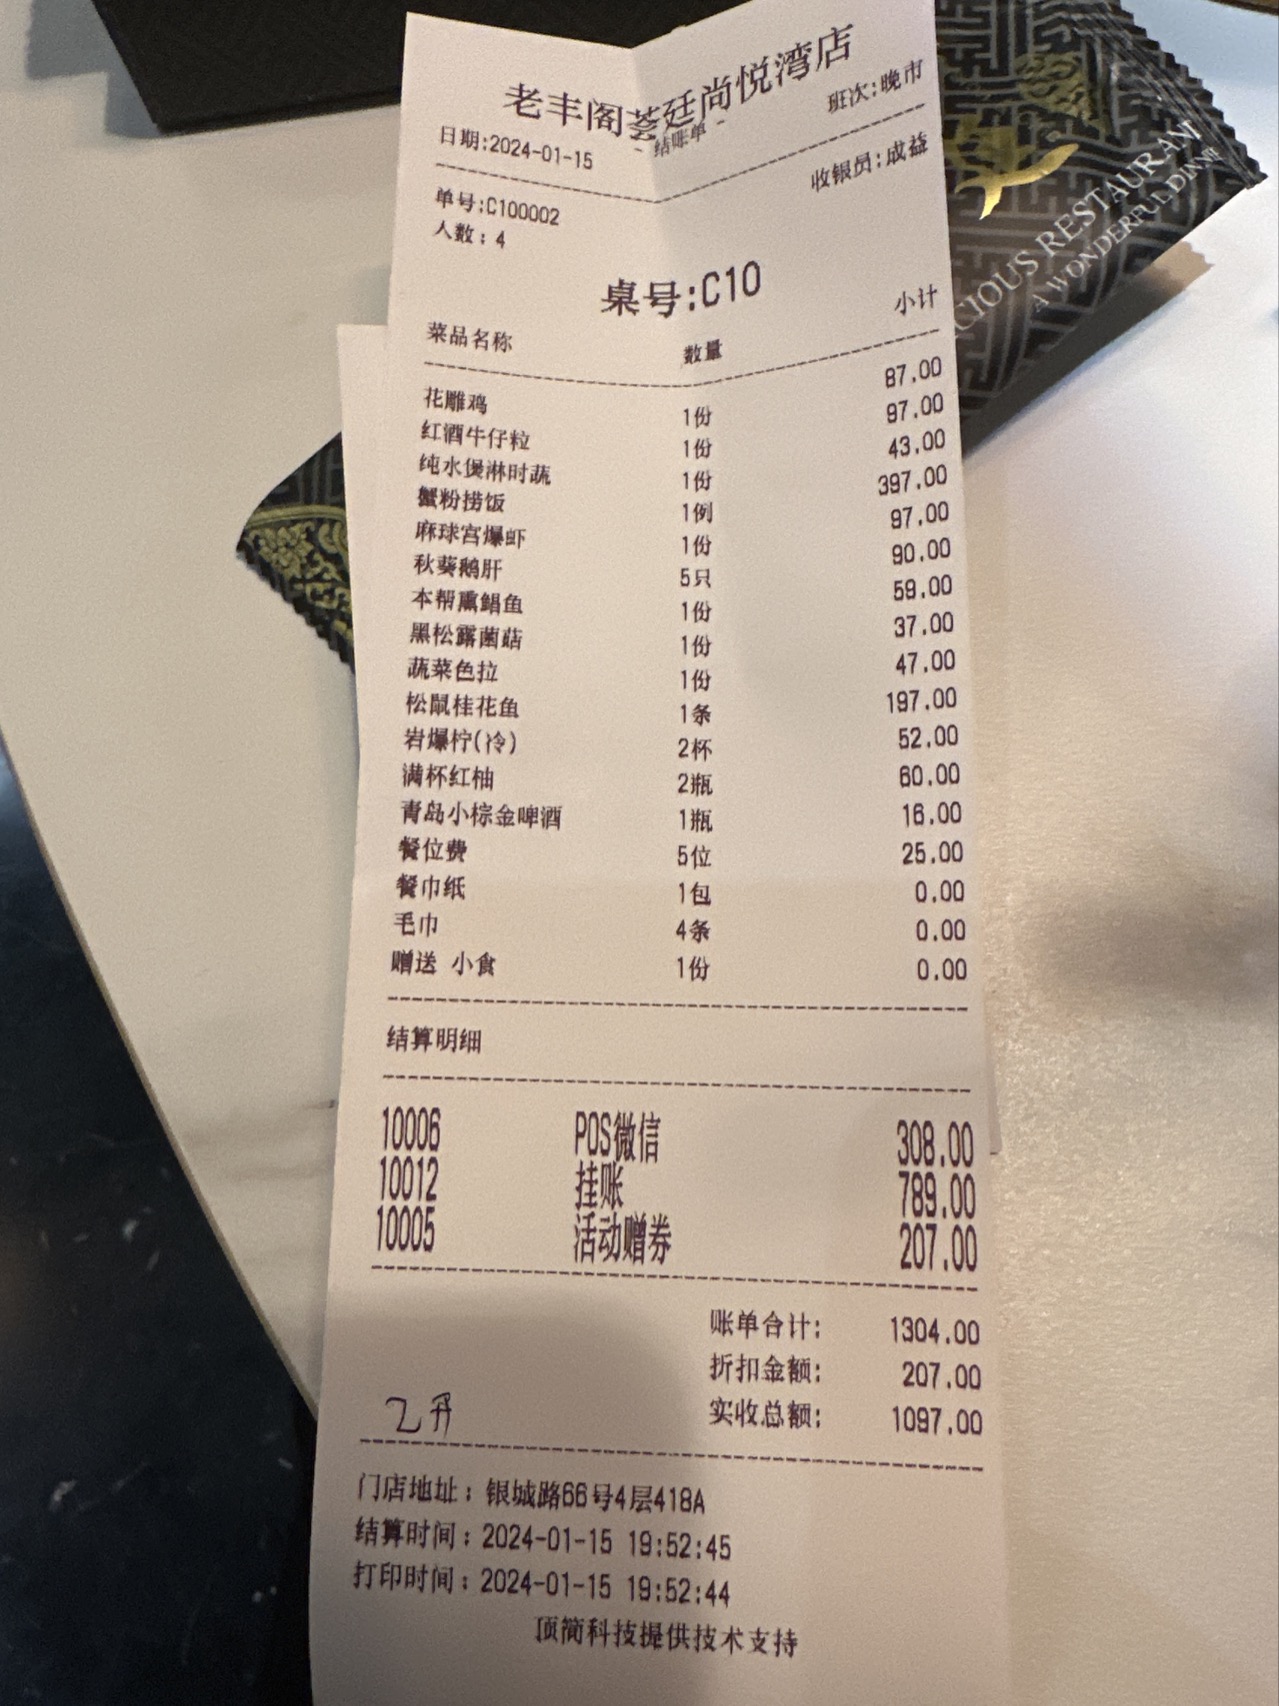 老丰阁荟廷尚悦湾店
- 结账单 -
日期:2024-01-15 班次:晚市
单号:C100002 收银员:成益
人数: 4
桌号:C10
菜品名称 数量 小计
花雕鸡 1份 87.00
红酒牛仔粒 1份 97.00
纯水煲淋时蔬 1份 43.00
蟹粉捞饭 1例 397.00
麻球宫爆虾 1份 97.00
秋葵鹅肝 5只 90.00
本帮熏鲳鱼 1份 59.00
黑松露菌菇 1份 37.00
蔬菜色拉 1份 47.00
松鼠桂花鱼 1条 197.00
岩爆柠(冷) 2杯 52.00
满杯红柚 2瓶 60.00
青岛小棕金啤酒 1瓶 16.00
餐位费 5位 25.00
餐巾纸 1包 0.00
毛巾 4条 0.00
赠送 小食 1份 0.00
结算明细
10006 POS微信 308.00
10012 挂账 789.00
10005 活动赠券 207.00
账单合计: 1304.00
折扣金额: 207.00
实收总额: 1097.00
门店地址: 银城路66号4层418A
结算时间: 2024-01-15 19:52:45
打印时间: 2024-01-15 19:52:44
顶简科技提供技术支持
RESTAURANT
A WONDERFUL DINNE